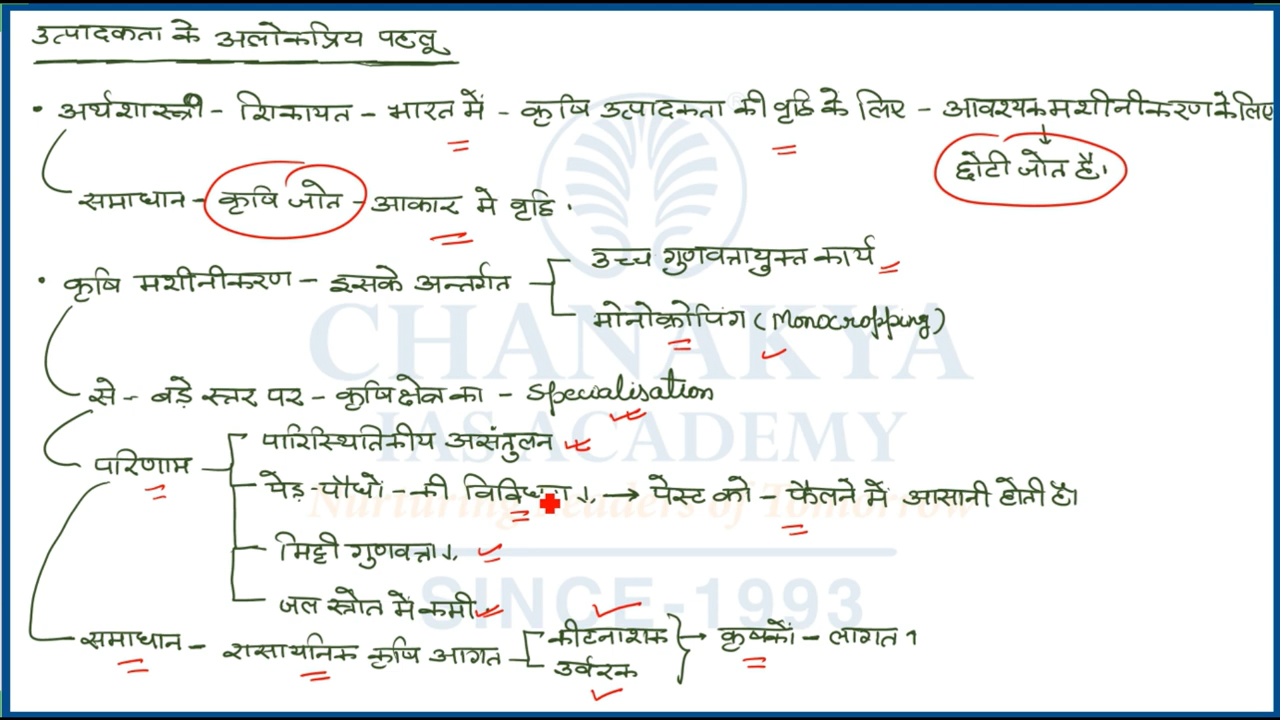 उत्पादकता के अलोकप्रिय पहलू
• अर्थशास्त्री - शिकायत - भारत में - कृषि उत्पादकता की वृद्धि के लिए - आवश्यक मशीनीकरण के लिए
↓
छोटी जोत है।
समाधान - कृषि जोत - आकार मे वृद्धि ·
• कृषि मशीनीकरण - इसके अन्तर्गत
उच्च गुणवत्तायुक्त कार्य
मोनोक्रोपिंग (Monocropping)
से - बड़े स्तर पर - कृषि क्षेत्र का - Specialisation
परिणाम
पारिस्थितिकीय असंतुलन
पेड़-पौधों - की विविधता ↓, → पेस्ट को - फैलने में आसानी होती है।
मिट्टी गुणवत्ता ↓,
जल स्त्रोत में कमी
समाधान - रासायनिक कृषि आगत
कीटनाशक
उर्वरक
→ कृषकों - लागत ↑
CHANAKYA
IAS ACADEMY
Nurturing Leaders of Tomorrow
SINCE-1993